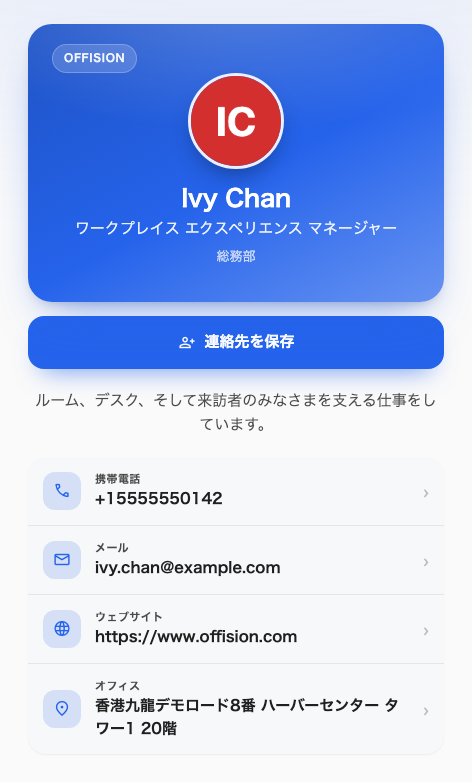 OFFISION
IC
Ivy Chan
ワークプレイス エクスペリエンス マネージャー
総務部
連絡先を保存
ルーム、デスク、そして来訪者のみなさまを支える仕事をし
ています。
携帯電話
+15555550142
メール
ivy.chan@example.com
ウェブサイト
https://www.offision.com
オフィス
香港九龍デモロード8番 ハーバーセンター タ
ワー1 20階